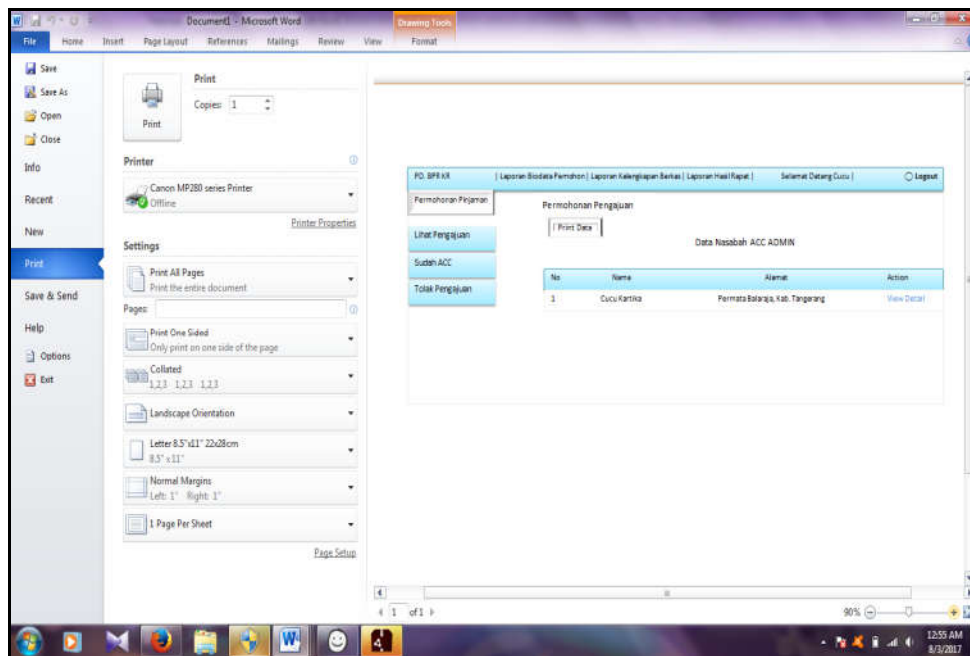 Document1 - Microsoft Word
Drawing Tools
File Home Insert Page Layout References Mailings Review View Format
Save
Save As
Open
Close
Info
Recent
New
Print
Save & Send
Help
Options
Exit
Print
Copies: 1
Print
Printer
Canon MP280 series Printer
Offline
Printer Properties
Settings
Print All Pages
Print the entire document
Pages:
Print One Sided
Only print on one side of the page
Collated
1,2,3 1,2,3 1,2,3
Landscape Orientation
Letter 8.5"x11" 22x28cm
8.5" x 11"
Normal Margins
Left: 1" Right: 1"
1 Page Per Sheet
Page Setup
PD. BPR KR | Laporan Biodata Pemohon | Laporan Kelengkapan Berkas | Laporan Hasil Rapat | Selamat Datang Cucu | Logout
Permohonan Pinjaman
Lihat Pengajuan
Sudah ACC
Tolak Pengajuan
Permohonan Pengajuan
| Print Data |
Data Nasabah ACC ADMIN
No Nama Alamat Action
1 Cucu Kartika Permata Balaraja, Kab. Tangerang View Detail
1 of 1
90%
12:55 AM
8/3/2017